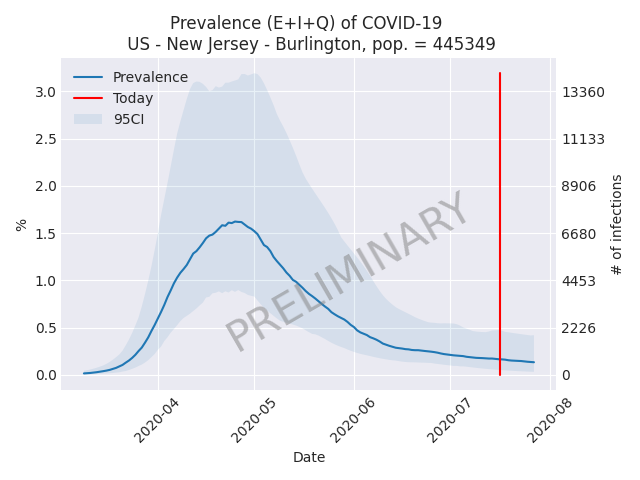 Prevalence (E+I+Q) of COVID-19
US - New Jersey - Burlington, pop. = 445349
Prevalence
Today
95CI
3.0
2.5
2.0
1.5
1.0
0.5
0.0
%
13360
11133
8906
6680
4453
2226
0
# of infections
PRELIMINARY
2020-04
2020-05
2020-06
2020-07
2020-08
Date